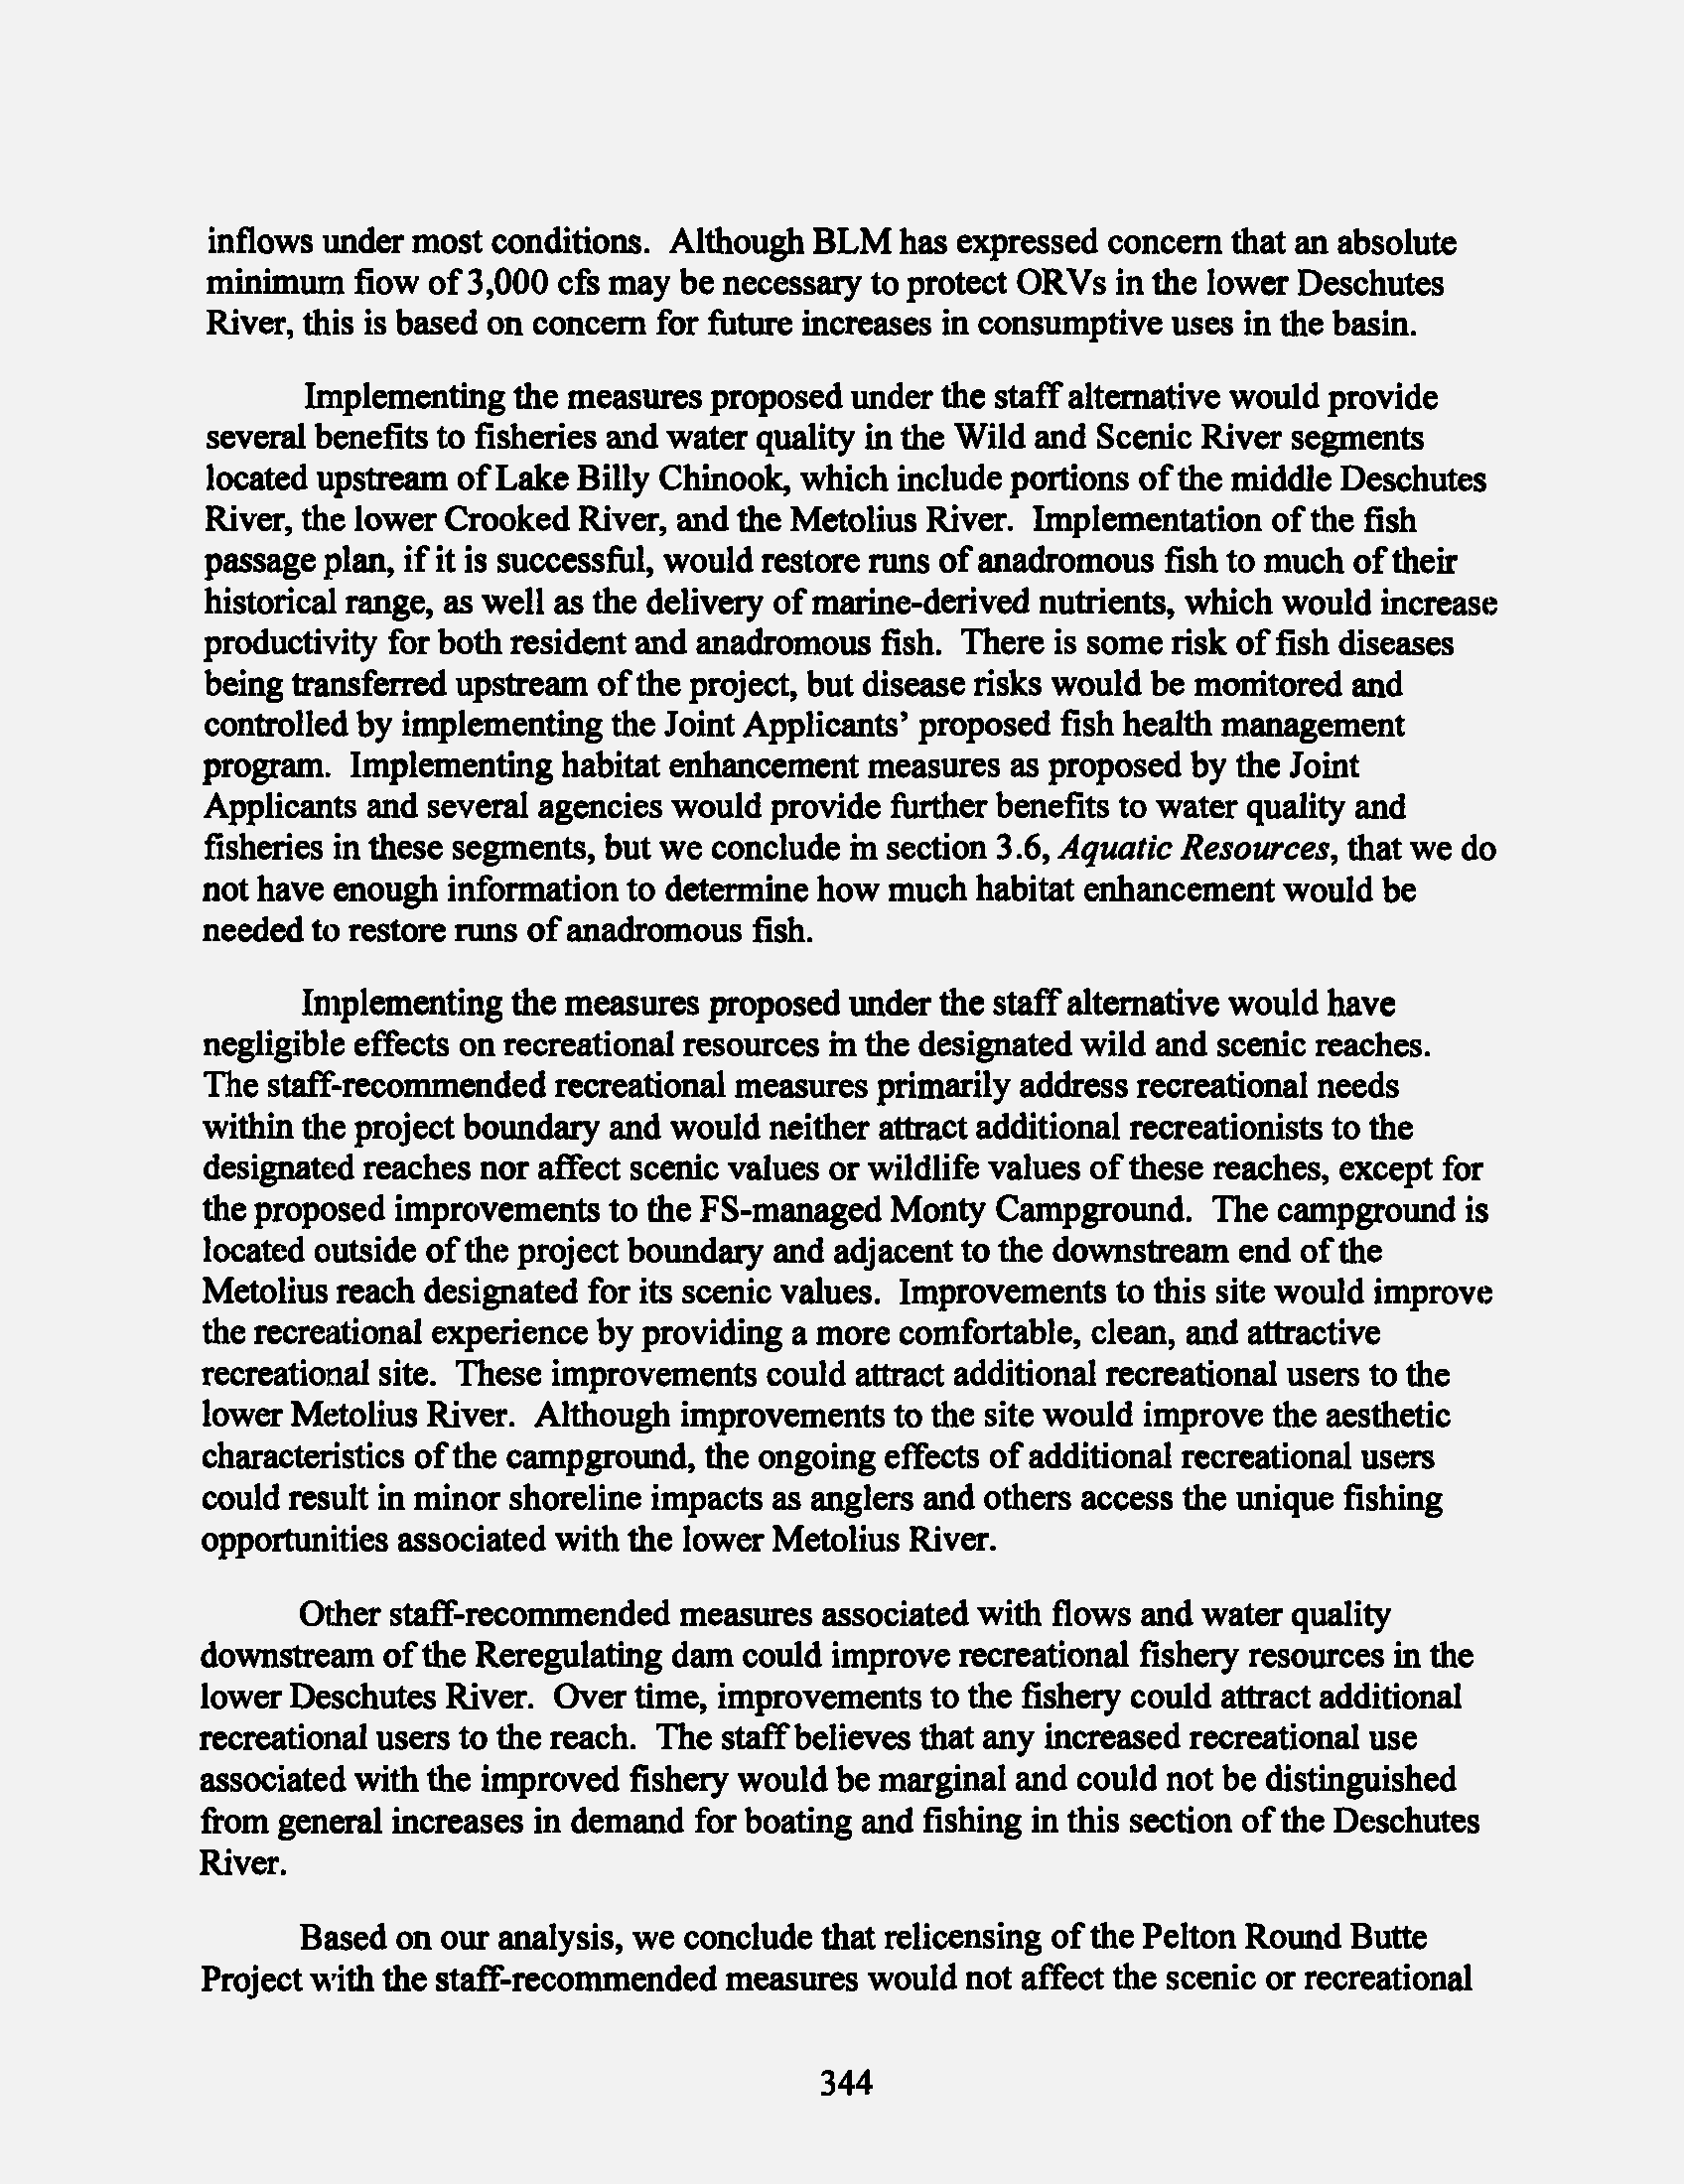 inflows under most conditions.  Although BLM has expressed concern that an absolute
minimum flow of 3,000 cfs may be necessary to protect ORVs in the lower Deschutes
River, this is based on concern for future increases in consumptive uses in the basin.
Implementing the measures proposed under the staff alternative would provide
several benefits to fisheries and water quality in the Wild and Scenic River segments
located upstream of Lake Billy Chinook, which include portions of the middle Deschutes
River, the lower Crooked River, and the Metolius River.  Implementation of the fish
passage plan, if it is successful, would restore runs of anadromous fish to much of their
historical range, as well as the delivery of marine-derived nutrients, which would increase
productivity for both resident and anadromous fish.  There is some risk of fish diseases
being transferred upstream of the project, but disease risks would be monitored and
controlled by implementing the Joint Applicants' proposed fish health management
program.  Implementing habitat enhancement measures as proposed by the Joint
Applicants and several agencies would provide further benefits to water quality and
fisheries in these segments, but we conclude in section 3.6, Aquatic Resources, that we do
not have enough information to determine how much habitat enhancement would be
needed to restore runs of anadromous fish.
Implementing the measures proposed under the staff alternative would have
negligible effects on recreational resources in the designated wild and scenic reaches.
The staff-recommended recreational measures primarily address recreational needs
within the project boundary and would neither attract additional recreationists to the
designated reaches nor affect scenic values or wildlife values of these reaches, except for
the proposed improvements to the FS-managed Monty Campground.  The campground is
located outside of the project boundary and adjacent to the downstream end of the
Metolius reach designated for its scenic values.  Improvements to this site would improve
the recreational experience by providing a more comfortable, clean, and attractive
recreational site.  These improvements could attract additional recreational users to the
lower Metolius River.  Although improvements to the site would improve the aesthetic
characteristics of the campground, the ongoing effects of additional recreational users
could result in minor shoreline impacts as anglers and others access the unique fishing
opportunities associated with the lower Metolius River.
Other staff-recommended measures associated with flows and water quality
downstream of the Reregulating dam could improve recreational fishery resources in the
lower Deschutes River.  Over time, improvements to the fishery could attract additional
recreational users to the reach.  The staff believes that any increased recreational use
associated with the improved fishery would be marginal and could not be distinguished
from general increases in demand for boating and fishing in this section of the Deschutes
River.
Based on our analysis, we conclude that relicensing of the Pelton Round Butte
Project with the staff-recommended measures would not affect the scenic or recreational
344